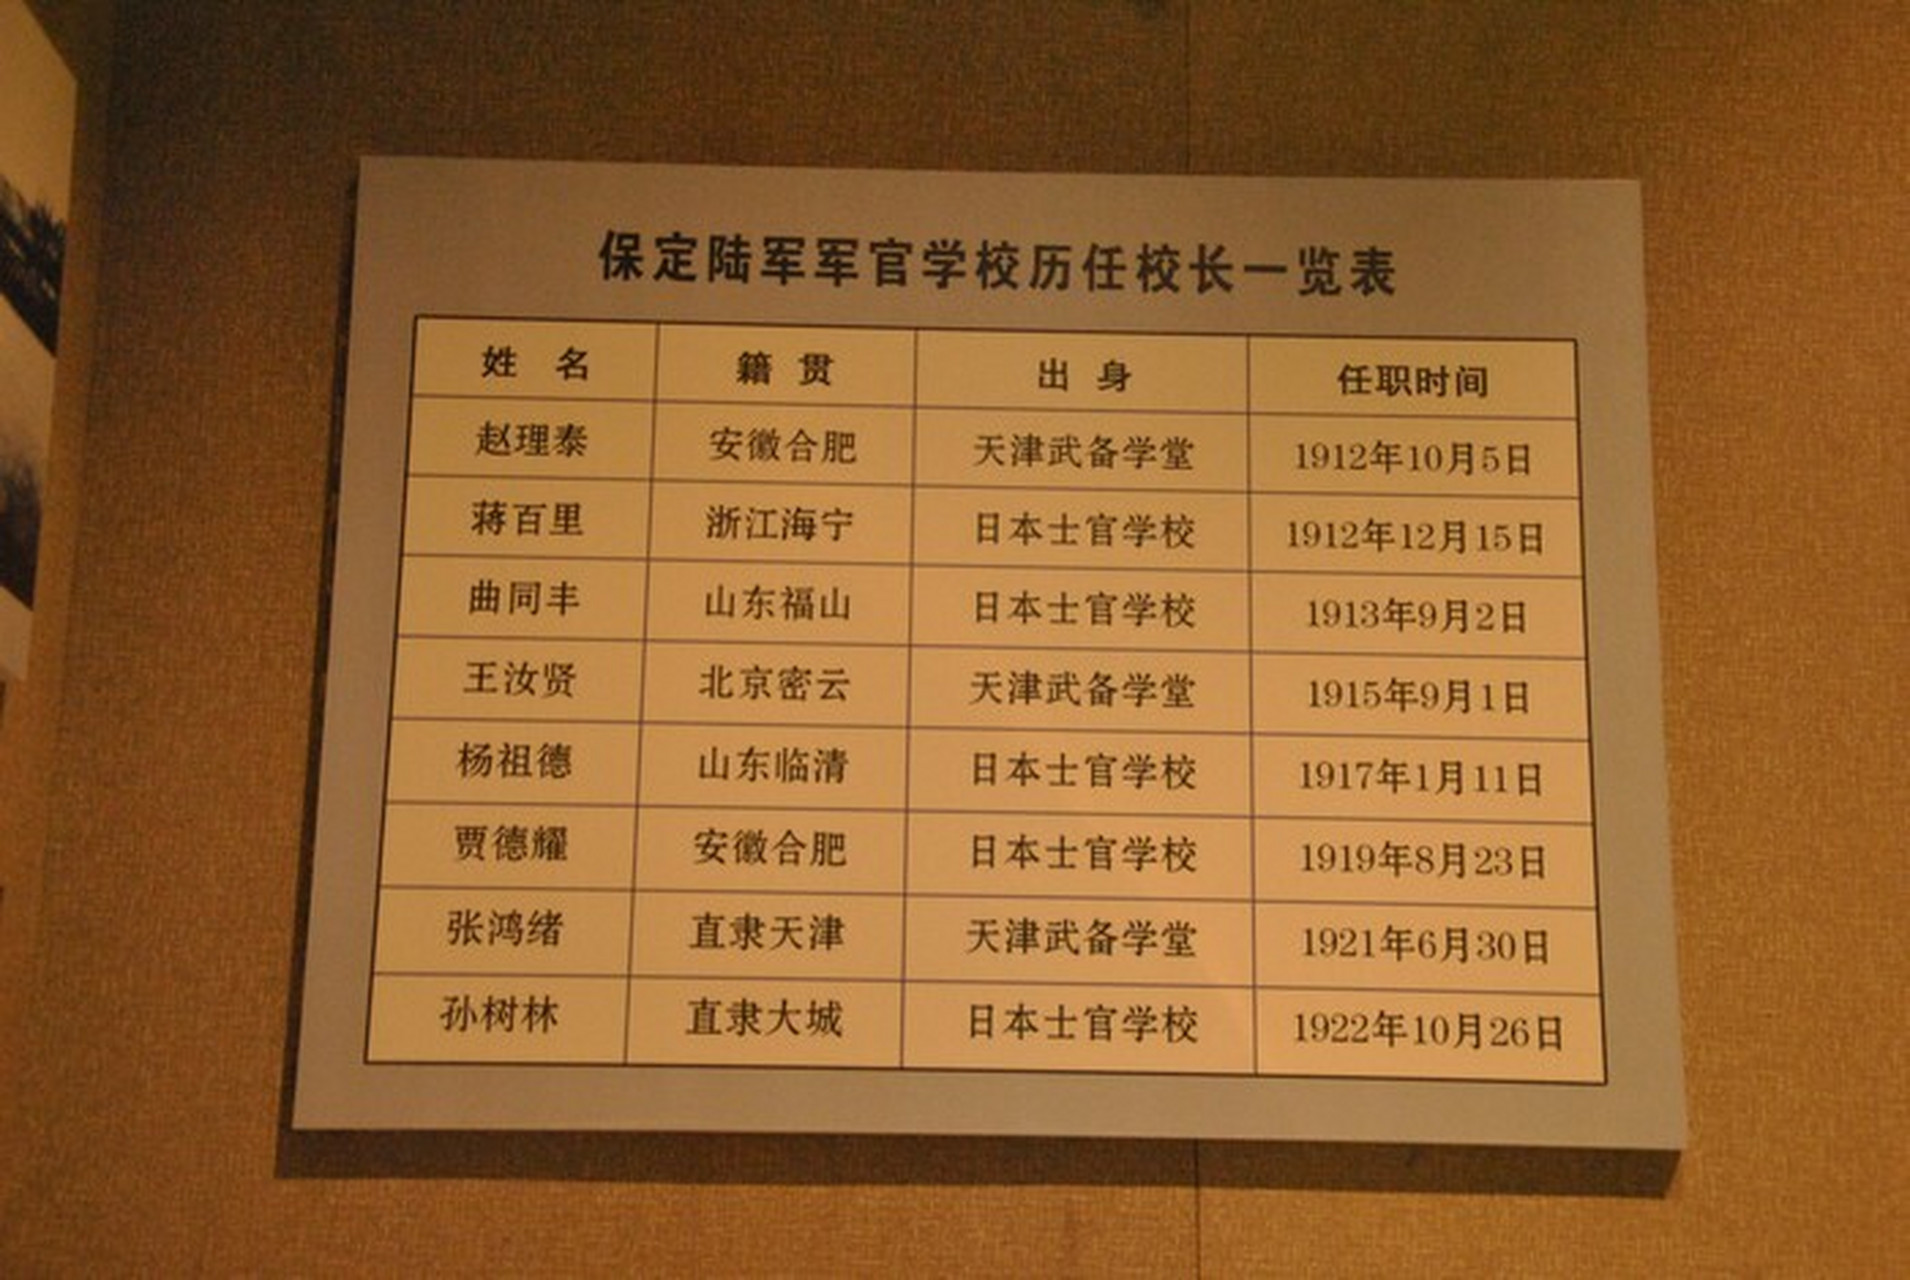 保定陆军军官学校历任校长一览表
姓 名 籍 贯 出 身 任职时间
赵理泰 安徽合肥 天津武备学堂 1912年10月5日
蒋百里 浙江海宁 日本士官学校 1912年12月15日
曲同丰 山东福山 日本士官学校 1913年9月2日
王汝贤 北京密云 天津武备学堂 1915年9月1日
杨祖德 山东临清 日本士官学校 1917年1月11日
贾德耀 安徽合肥 日本士官学校 1919年8月23日
张鸿绪 直隶天津 天津武备学堂 1921年6月30日
孙树林 直隶大城 日本士官学校 1922年10月26日